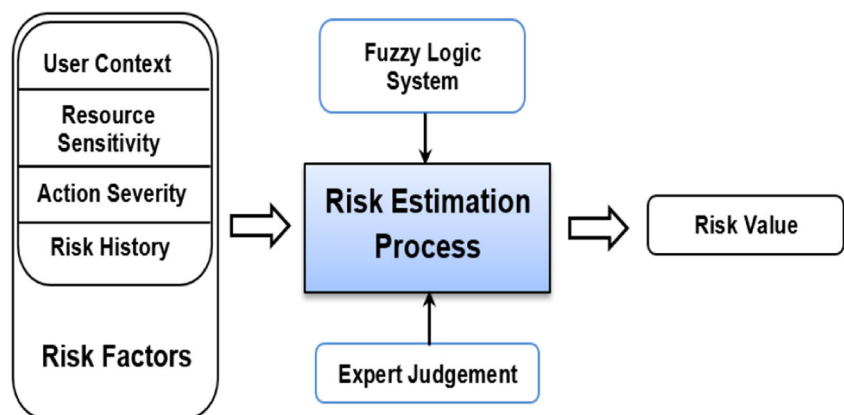 User Context
Resource
Sensitivity
Action Severity
Risk History
Risk Factors
Fuzzy Logic
System
Risk Estimation
Process
Expert Judgement
Risk Value